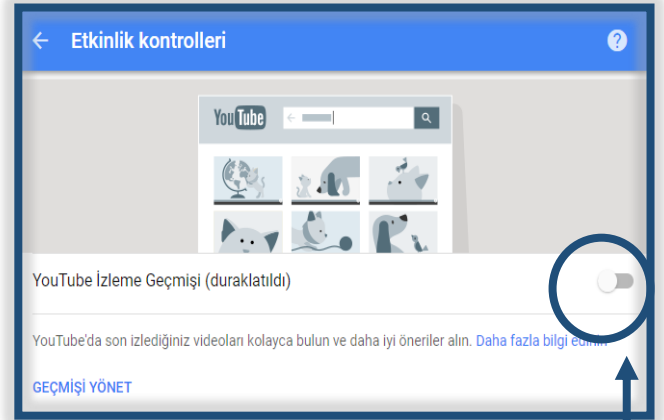 Etkinlik kontrolleri
YouTube
YouTube İzleme Geçmişi (duraklatıldı)
YouTube'da son izlediğiniz videoları kolayca bulun ve daha iyi öneriler alın. Daha fazla bilgi edinin
GEÇMİŞİ YÖNET